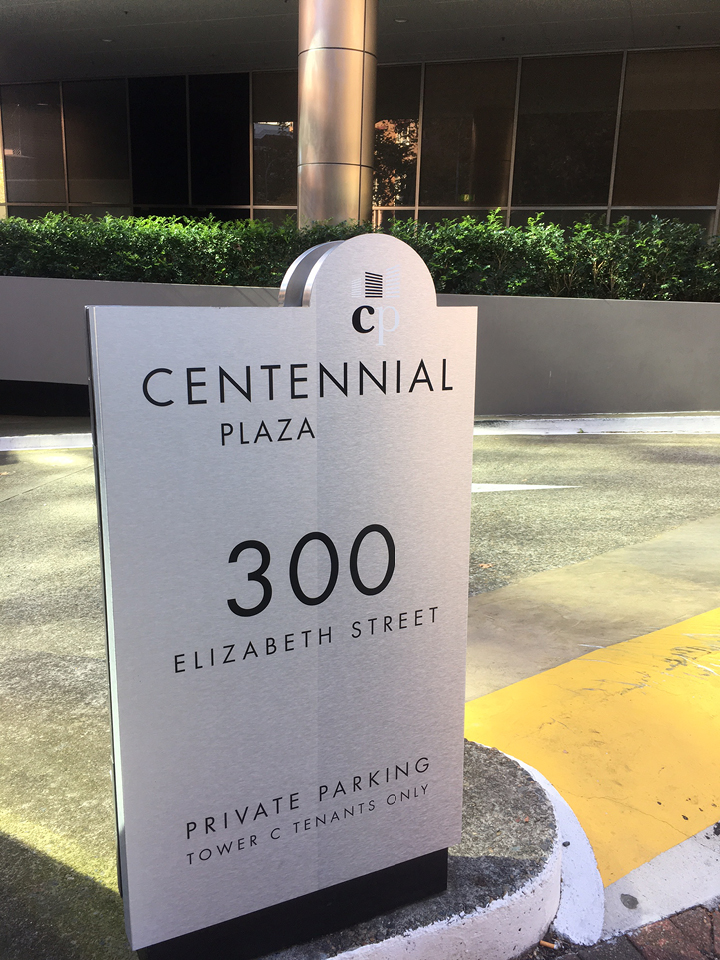 cp
CENTENNIAL
PLAZA
300
ELIZABETH STREET
PRIVATE PARKING
TOWER C TENANTS ONLY